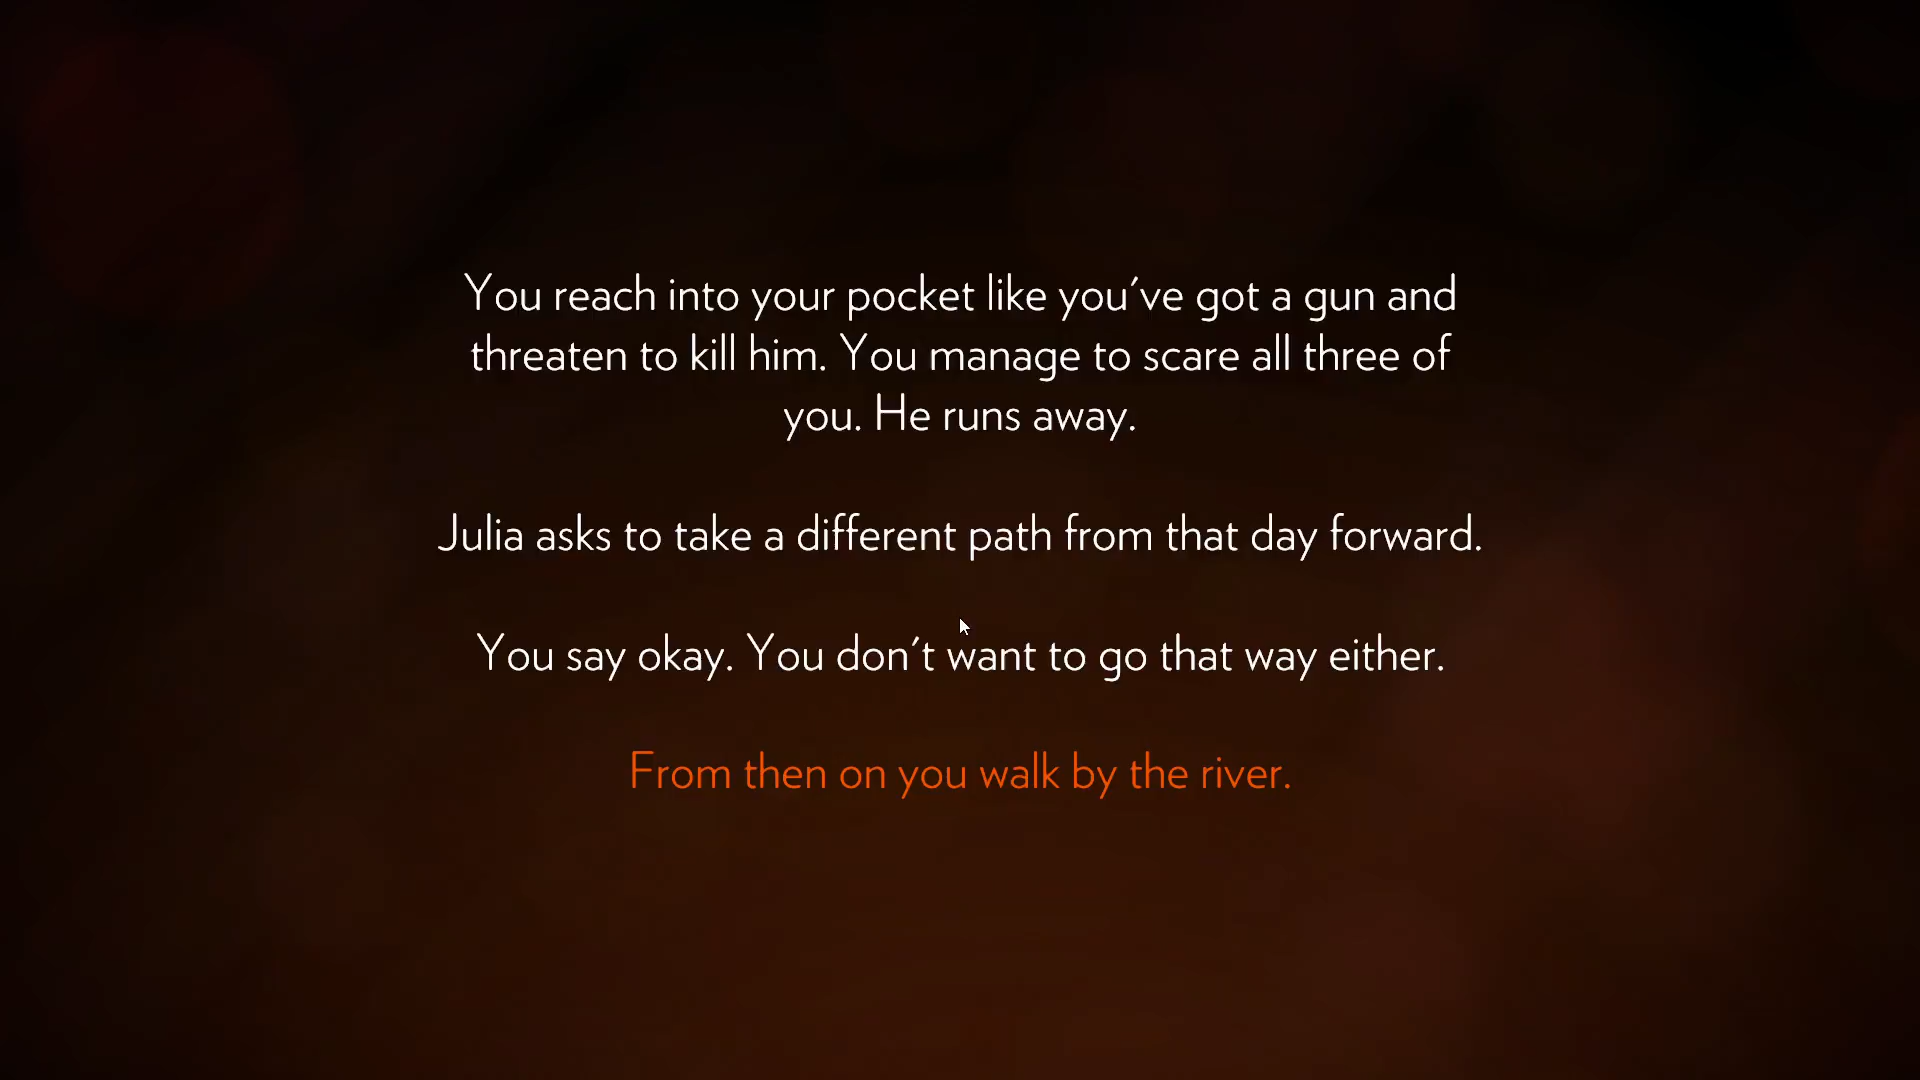 You reach into your pocket like you've got a gun and
threaten to kill him. You manage to scare all three of
you. He runs away.
Julia asks to take a different path from that day forward.
You say okay. You don't want to go that way either.
From then on you walk by the river.